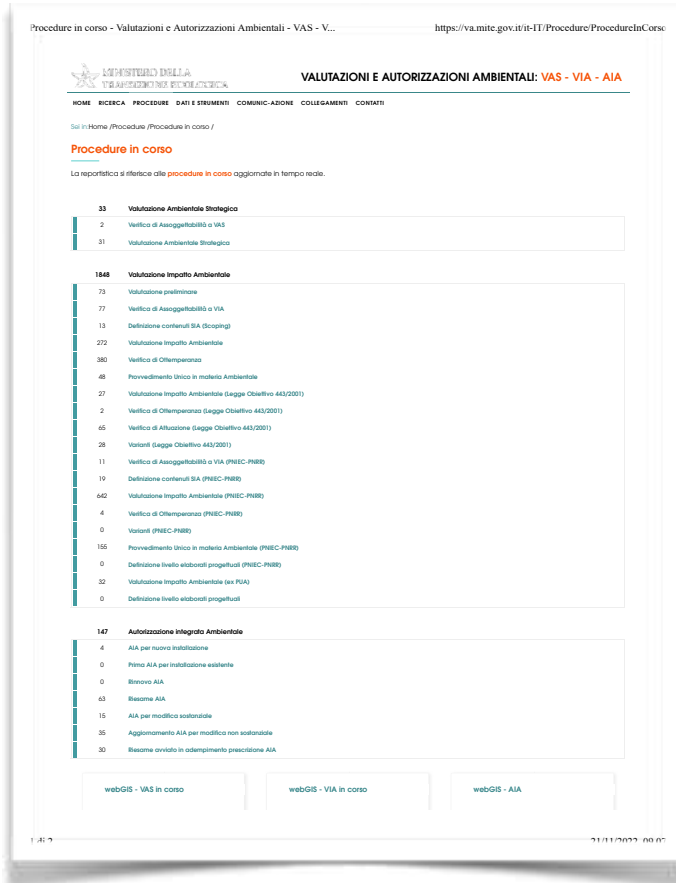 Procedure in corso - Valutazioni e Autorizzazioni Ambientali - VAS - V... https://va.mite.gov.it/it-IT/Procedure/ProcedureInCorso
MINISTERO DELLA
TRANSIZIONE ECOLOGICA
VALUTAZIONI E AUTORIZZAZIONI AMBIENTALI: VAS - VIA - AIA
HOME RICERCA PROCEDURE DATI E STRUMENTI COMUNIC-AZIONE COLLEGAMENTI CONTATTI
Sei in:Home /Procedure /Procedure in corso /
Procedure in corso
La reportistica si riferisce alle procedure in corso aggiornate in tempo reale.
33 Valutazione Ambientale Strategica
2 Verifica di Assoggettabilità a VAS
31 Valutazione Ambientale Strategica
1848 Valutazione Impatto Ambientale
73 Valutazione preliminare
77 Verifica di Assoggettabilità a VIA
13 Definizione contenuti SIA (Scoping)
272 Valutazione Impatto Ambientale
380 Verifica di Ottemperanza
48 Provvedimento Unico in materia Ambientale
27 Valutazione Impatto Ambientale (Legge Obiettivo 443/2001)
2 Verifica di Ottemperanza (Legge Obiettivo 443/2001)
65 Verifica di Attuazione (Legge Obiettivo 443/2001)
28 Varianti (Legge Obiettivo 443/2001)
11 Verifica di Assoggettabilità a VIA (PNIEC-PNRR)
19 Definizione contenuti SIA (PNIEC-PNRR)
642 Valutazione Impatto Ambientale (PNIEC-PNRR)
4 Verifica di Ottemperanza (PNIEC-PNRR)
0 Varianti (PNIEC-PNRR)
155 Provvedimento Unico in materia Ambientale (PNIEC-PNRR)
0 Definizione livello elaborati progettuali (PNIEC-PNRR)
32 Valutazione Impatto Ambientale (ex PUA)
0 Definizione livello elaborati progettuali
147 Autorizzazione integrata Ambientale
4 AIA per nuova installazione
0 Prima AIA per installazione esistente
0 Rinnovo AIA
63 Riesame AIA
15 AIA per modifica sostanziale
35 Aggiornamento AIA per modifica non sostanziale
30 Riesame avviato in adempimento prescrizione AIA
webGIS - VAS in corso webGIS - VIA in corso webGIS - AIA
1 di 2 21/11/2022, 09:07